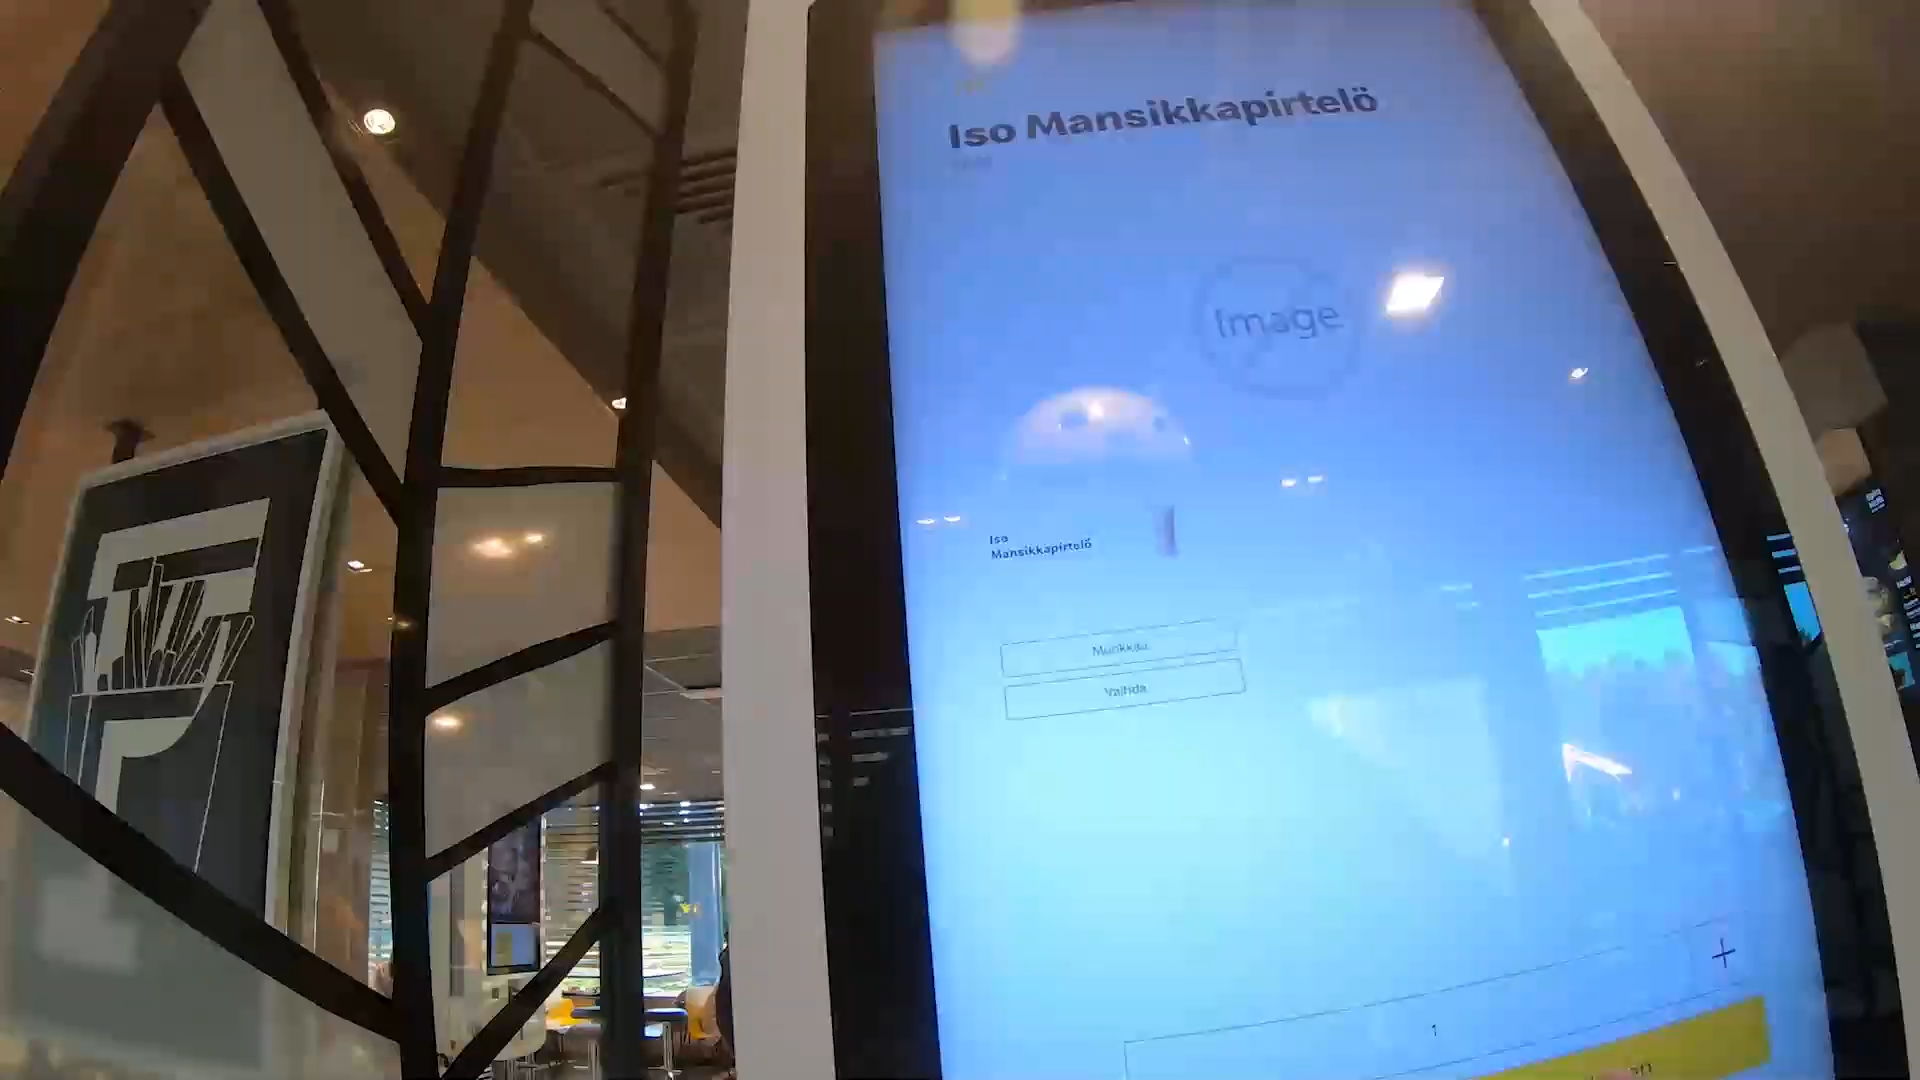 Iso Mansikkapirtelö
Image
Iso
Mansikkapirtelö
Muokkaa
Vaihda
1
+